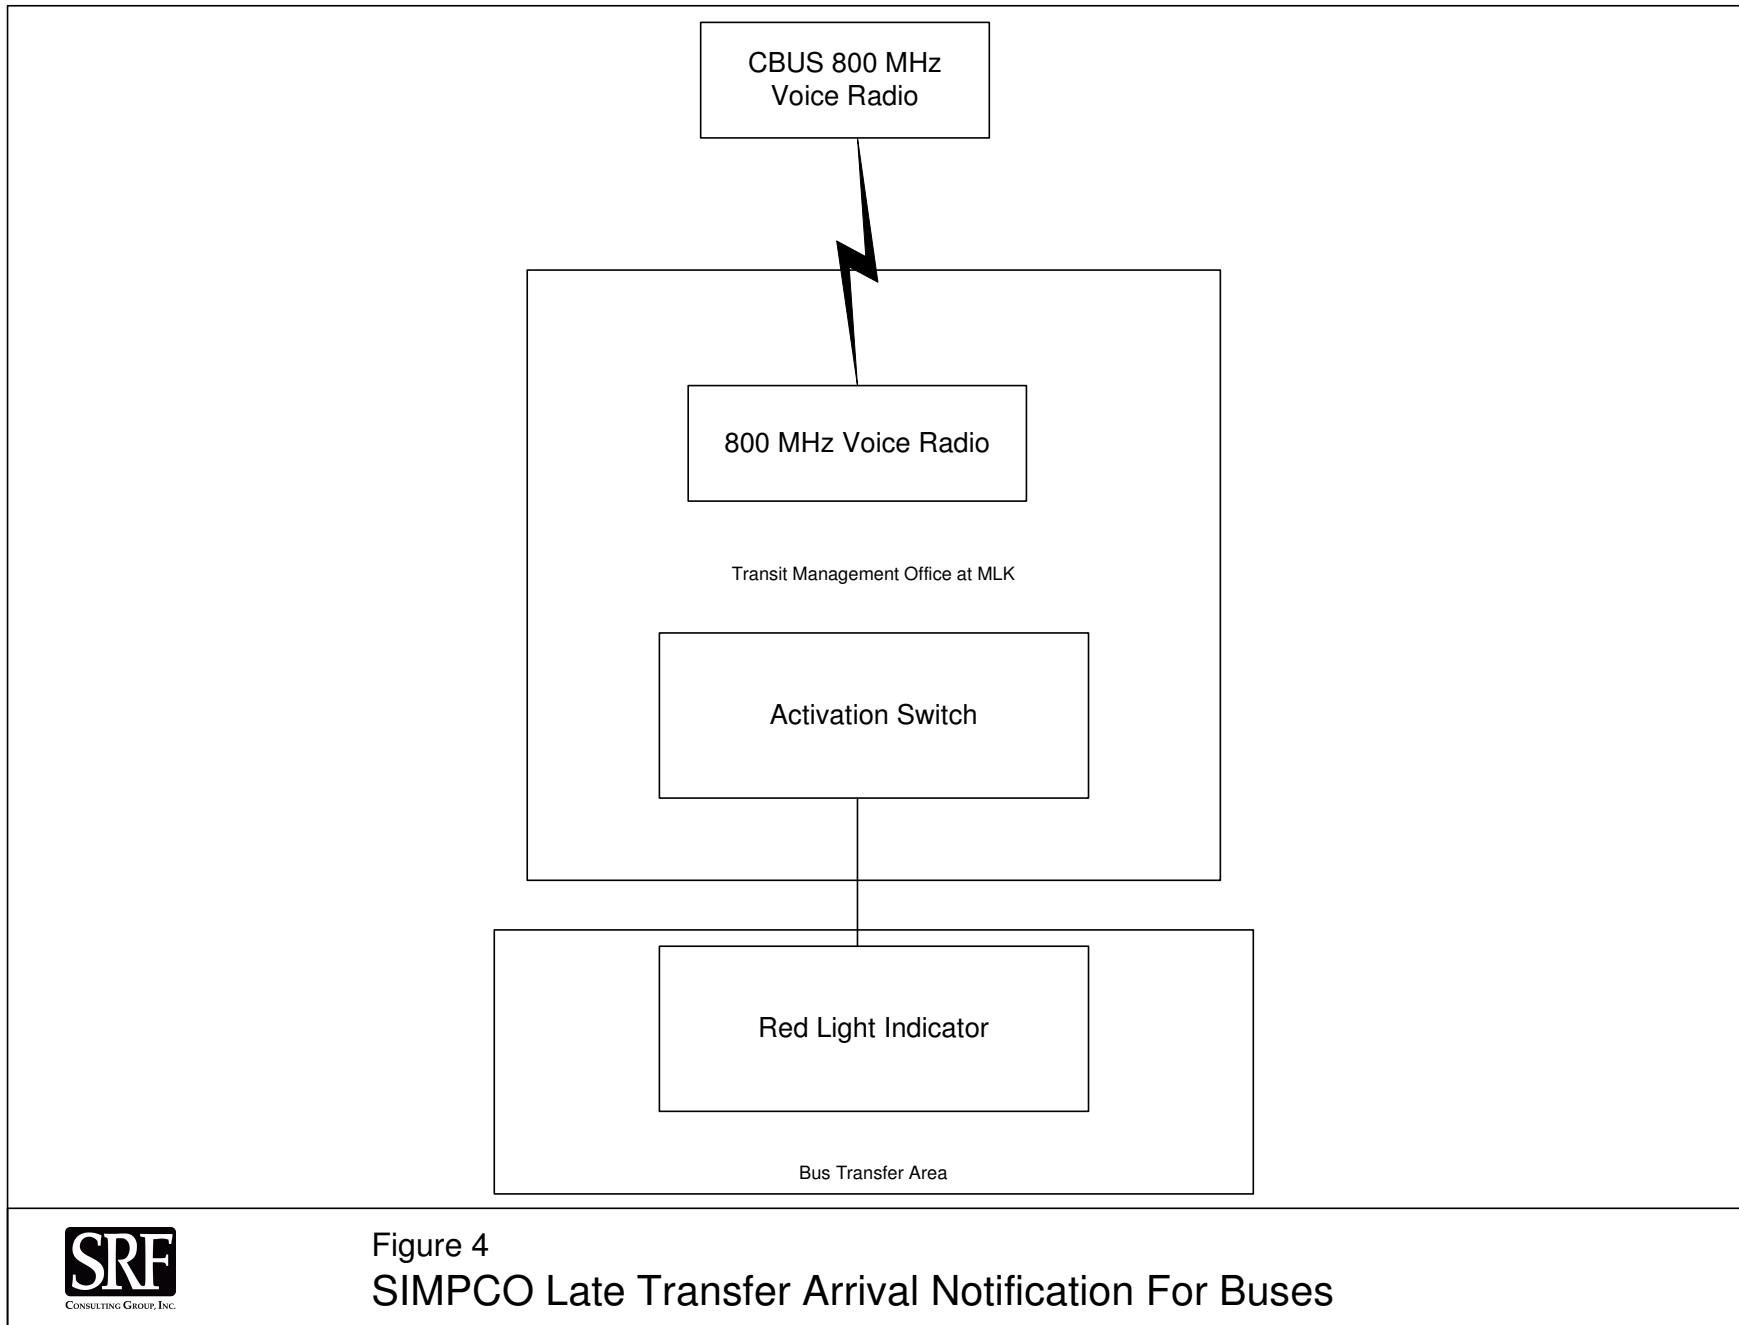 CBUS 800 MHz
Voice Radio
800 MHz Voice Radio
Transit Management Office at MLK
Activation Switch
Red Light Indicator
Bus Transfer Area
SRF
CONSULTING GROUP, INC.
Figure 4
SIMPCO Late Transfer Arrival Notification For Buses